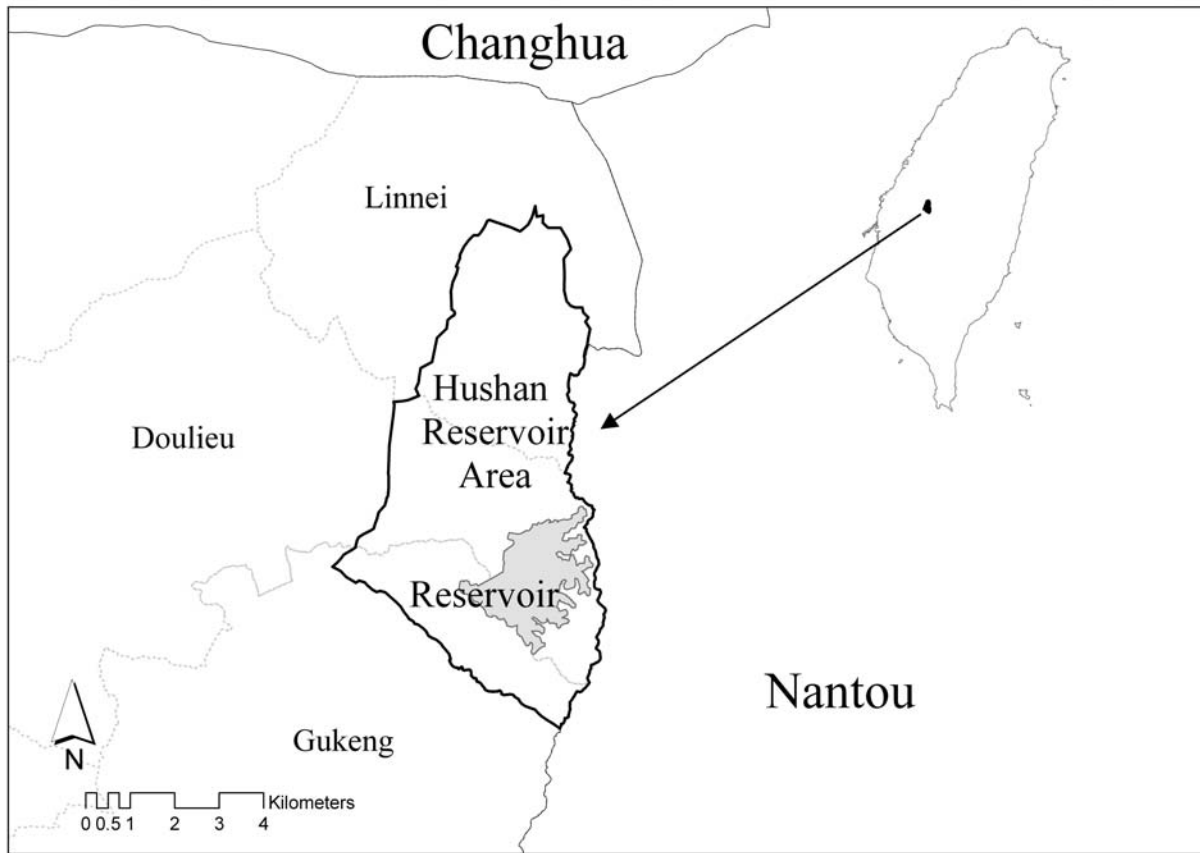 Changhua
Linnei
Hushan
Reservoir
Area
Doulieu
Reservoir
Nantou
Gukeng
N
Kilometers
0 0.5 1 2 3 4